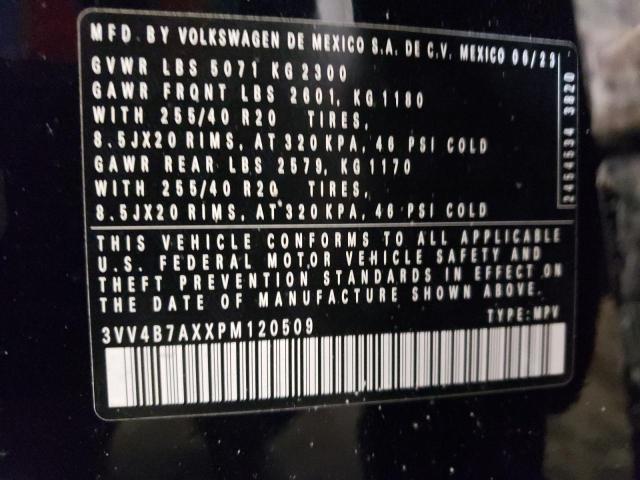 MFD. BY VOLKSWAGEN DE MEXICO S.A. DE C.V. MEXICO 06/23
GVWR LBS 5071 KG 2300
GAWR FRONT LBS 2601, KG 1180
WITH 255/40 R20 TIRES,
8.5JX20 RIMS, AT 320 KPA, 46 PSI COLD
GAWR REAR LBS 2579, KG 1170
WITH 255/40 R20 TIRES,
8.5JX20 RIMS, AT 320 KPA, 46 PSI COLD
2454534 3820
THIS VEHICLE CONFORMS TO ALL APPLICABLE
U.S. FEDERAL MOTOR VEHICLE SAFETY AND
THEFT PREVENTION STANDARDS IN EFFECT ON
THE DATE OF MANUFACTURE SHOWN ABOVE.
TYPE: MPV
3VV4B7AXXPM120509